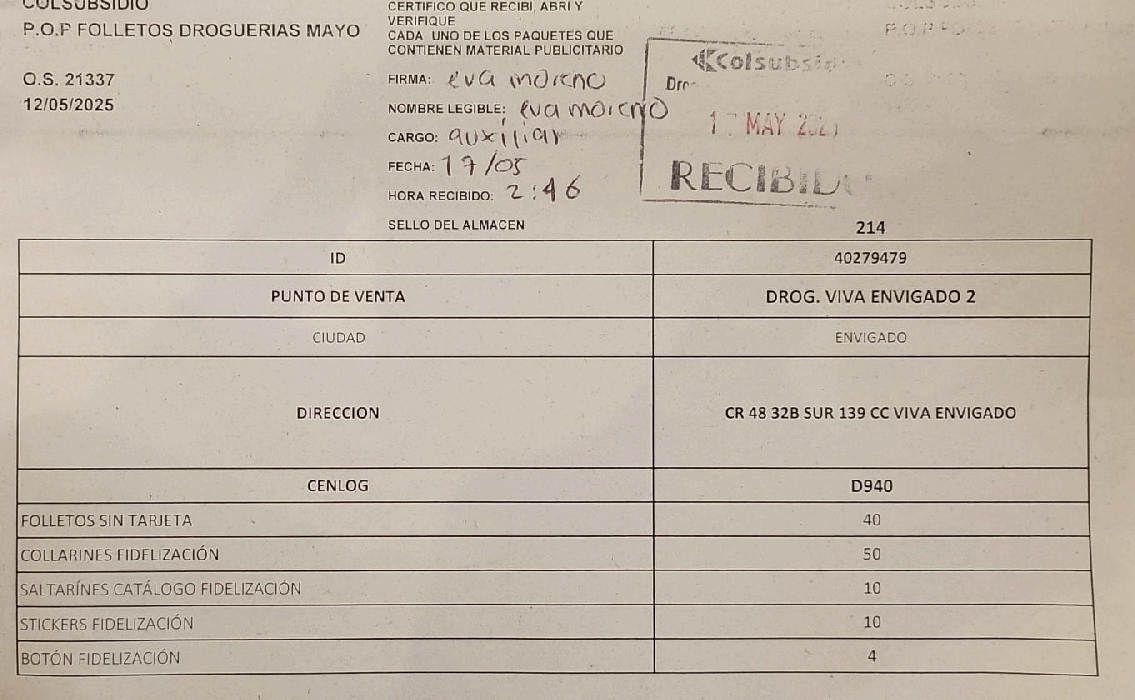 COLSUBSIDIO
P.O.P FOLLETOS DROGUERIAS MAYO
O.S. 21337
12/05/2025
CERTIFICO QUE RECIBI, ABRI Y
VERIFIQUE
CADA UNO DE LOS PAQUETES QUE
CONTIENEN MATERIAL PUBLICITARIO
FIRMA: eva moreno
NOMBRE LEGIBLE: eva moreno
CARGO: auxiliar
FECHA: 17/05
HORA RECIBIDO: 2:46
SELLO DEL ALMACEN
Colsubsidio
MAY
RECIBIDO
214
ID 40279479
PUNTO DE VENTA DROG. VIVA ENVIGADO 2
CIUDAD ENVIGADO
DIRECCION CR 48 32B SUR 139 CC VIVA ENVIGADO
CENLOG D940
FOLLETOS SIN TARJETA 40
COLLARINES FIDELIZACIÓN 50
SALTARÍNES CATÁLOGO FIDELIZACIÓN 10
STICKERS FIDELIZACIÓN 10
BOTÓN FIDELIZACIÓN 4